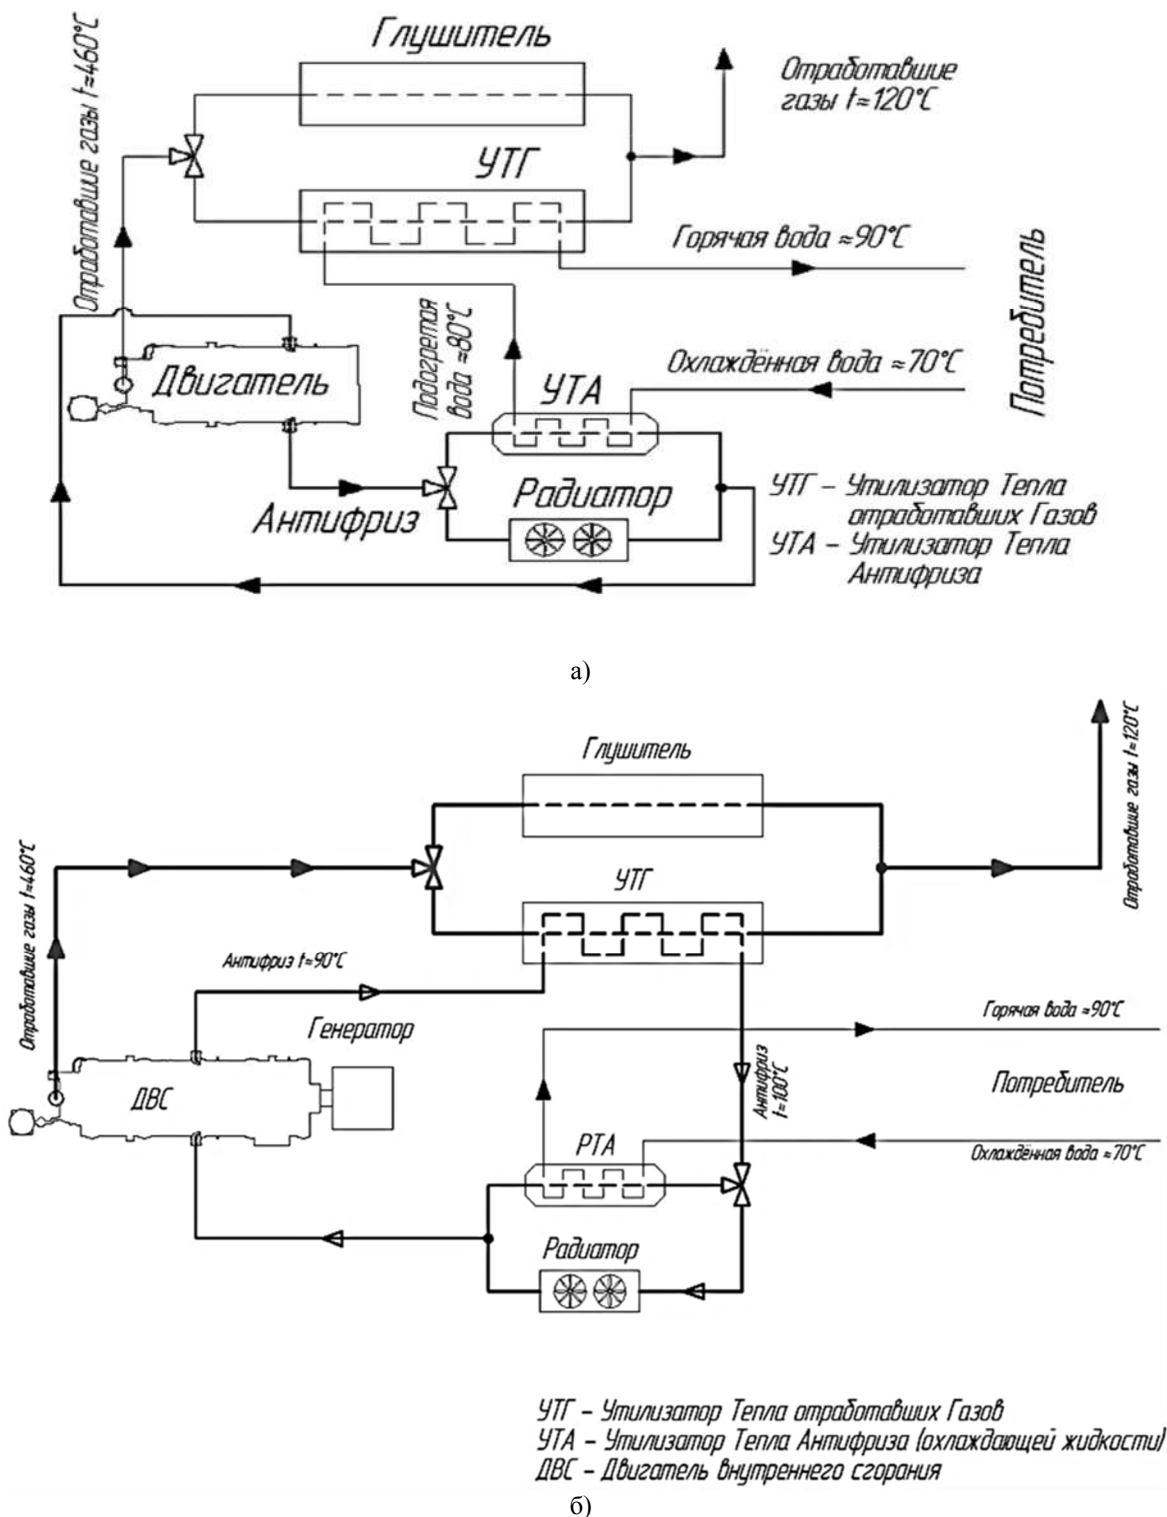 Глушитель
Отработавшие газы t≈460°С
Отработавшие
газы t≈120°С
УТГ
Горячая вода ≈90°С
Потребитель
Подогретая
вода ≈80°С
Охлаждённая вода ≈70°С
Двигатель
УТА
Антифриз
Радиатор
УТГ – Утилизатор Тепла
отработавших Газов
УТА – Утилизатор Тепла
Антифриза
а)
Глушитель
Отработавшие газы t≈120°С
Отработавшие газы t≈460°С
УТГ
Антифриз t≈90°С
Генератор
Горячая вода ≈90°С
Антифриз
t≈100°С
Потребитель
ДВС
РТА
Охлаждённая вода ≈70°С
Радиатор
УТГ – Утилизатор Тепла отработавших Газов
УТА – Утилизатор Тепла Антифриза (охлаждающей жидкости)
ДВС – Двигатель внутреннего сгорания
б)